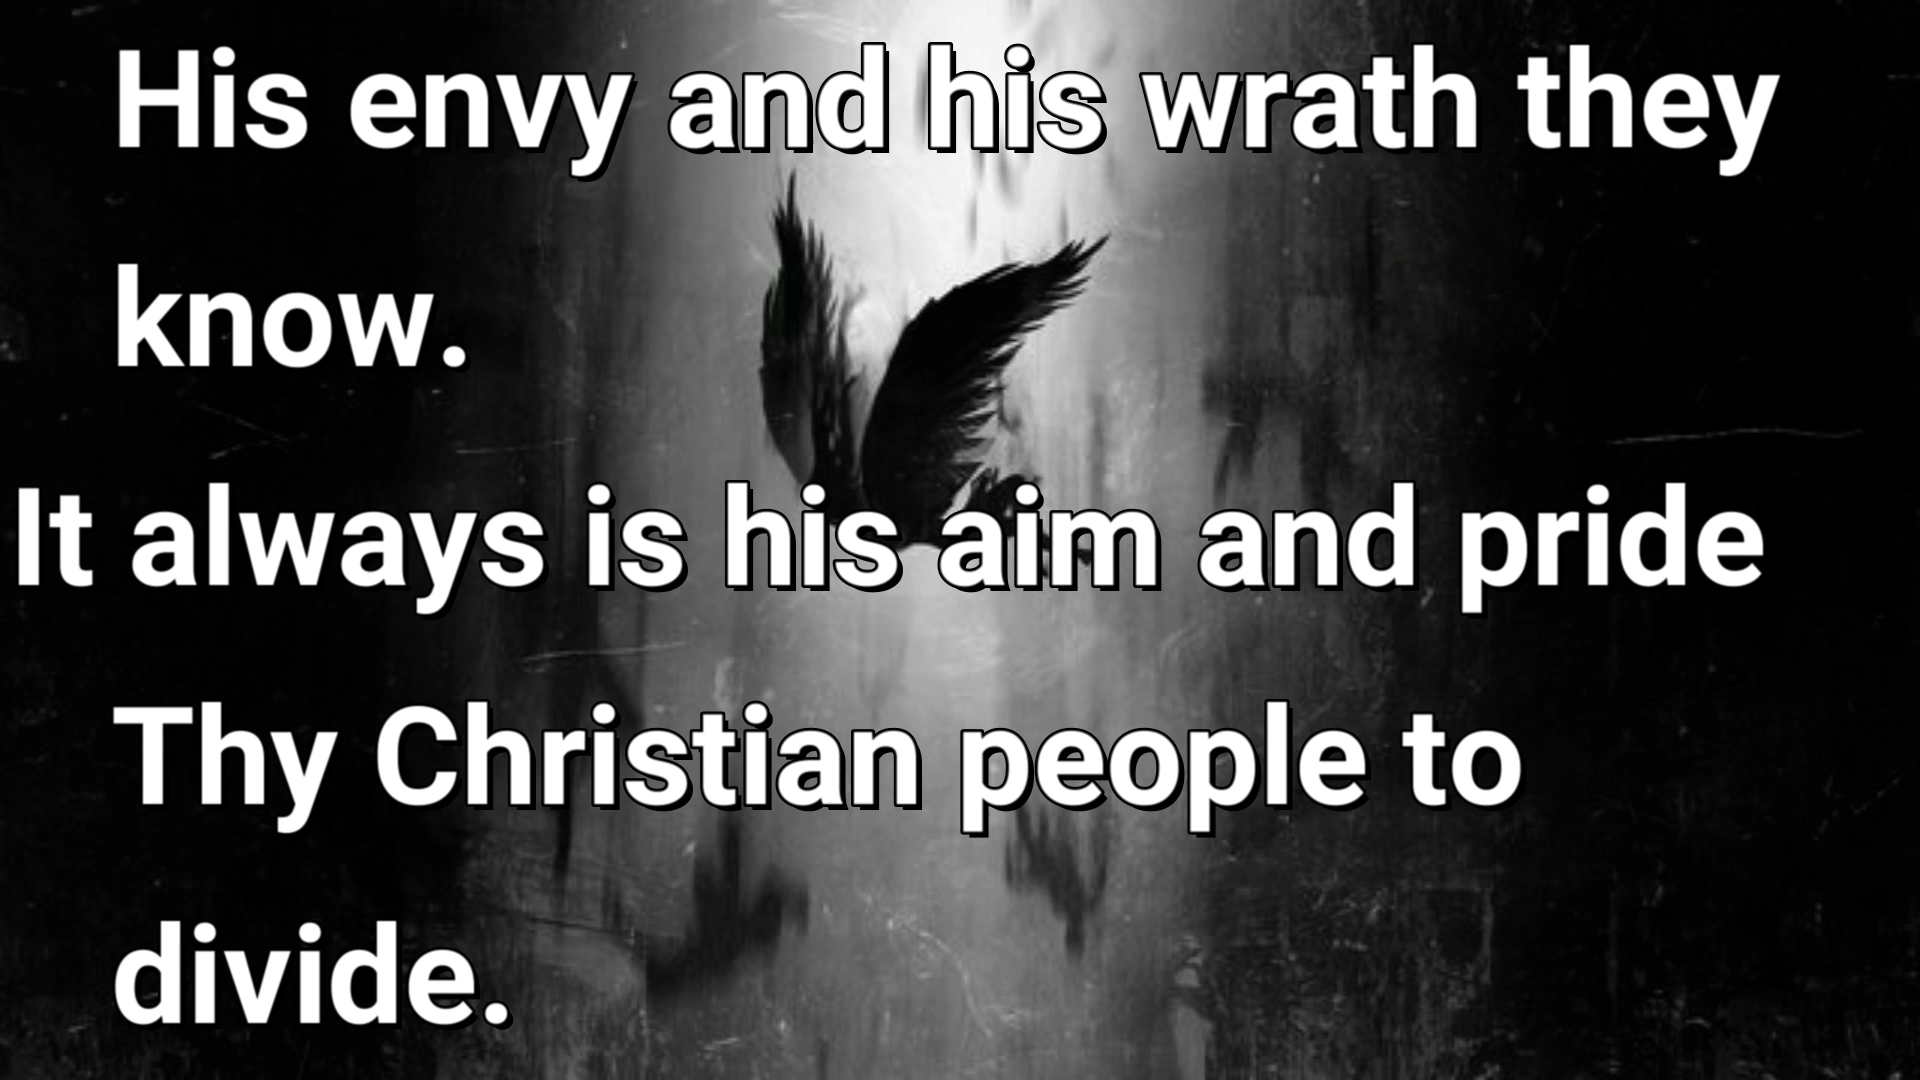 His envy and his wrath they
know.
It always is his aim and pride
Thy Christian people to
divide.